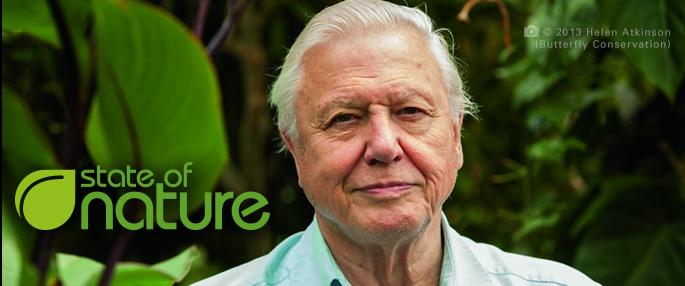 © 2013 Helen Atkinson
(Butterfly Conservation)
state of
nature